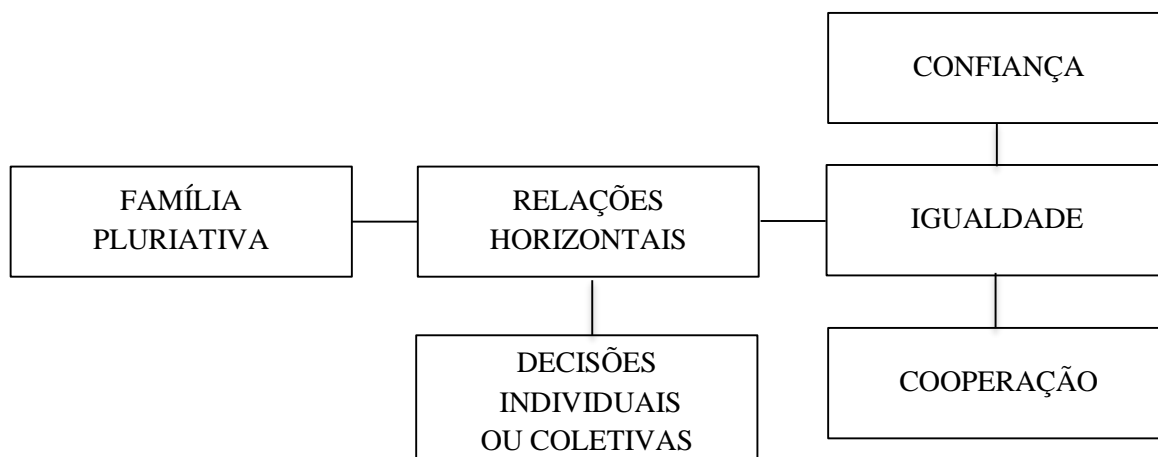 CONFIANÇA
FAMÍLIA
PLURIATIVA
RELAÇÕES
HORIZONTAIS
IGUALDADE
DECISÕES
INDIVIDUAIS
OU COLETIVAS
COOPERAÇÃO